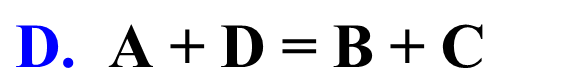 D. A + D = B + C